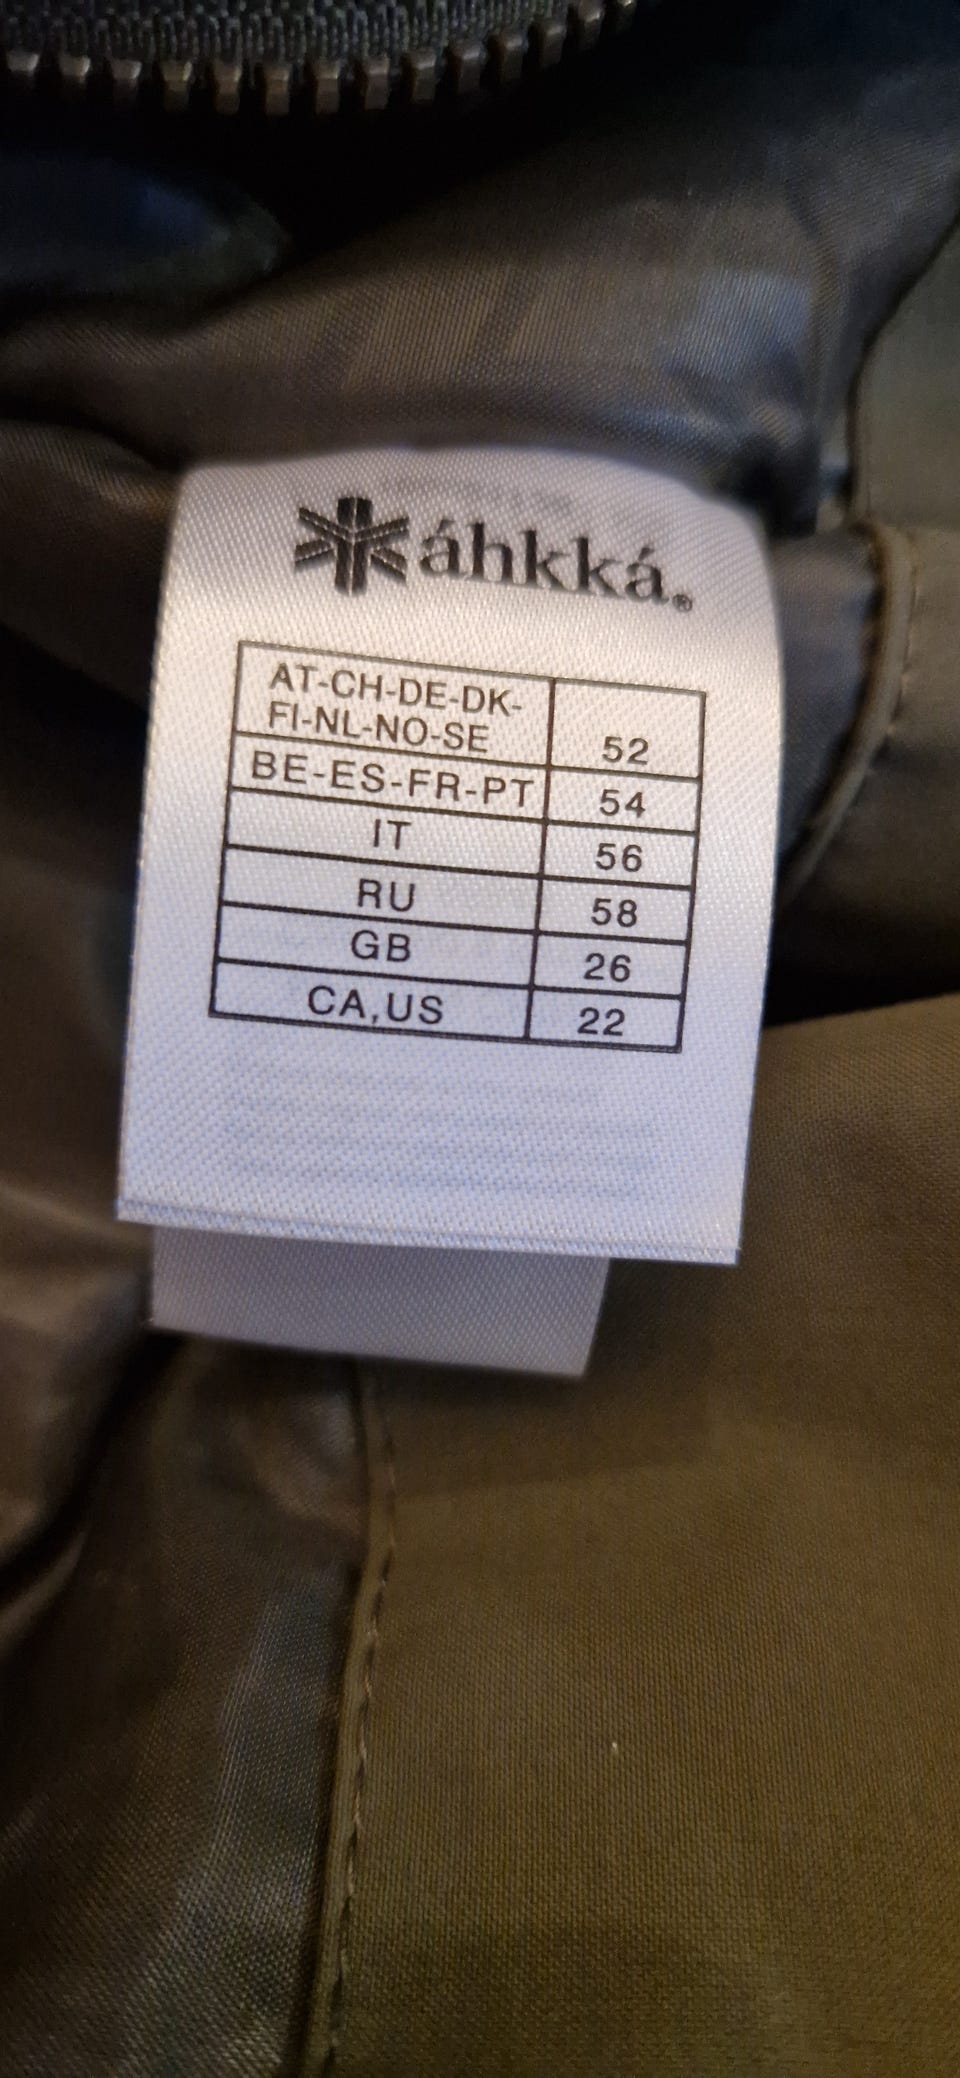 áhkká®
AT-CH-DE-DK-
FI-NL-NO-SE 52
BE-ES-FR-PT 54
IT 56
RU 58
GB 26
CA,US 22